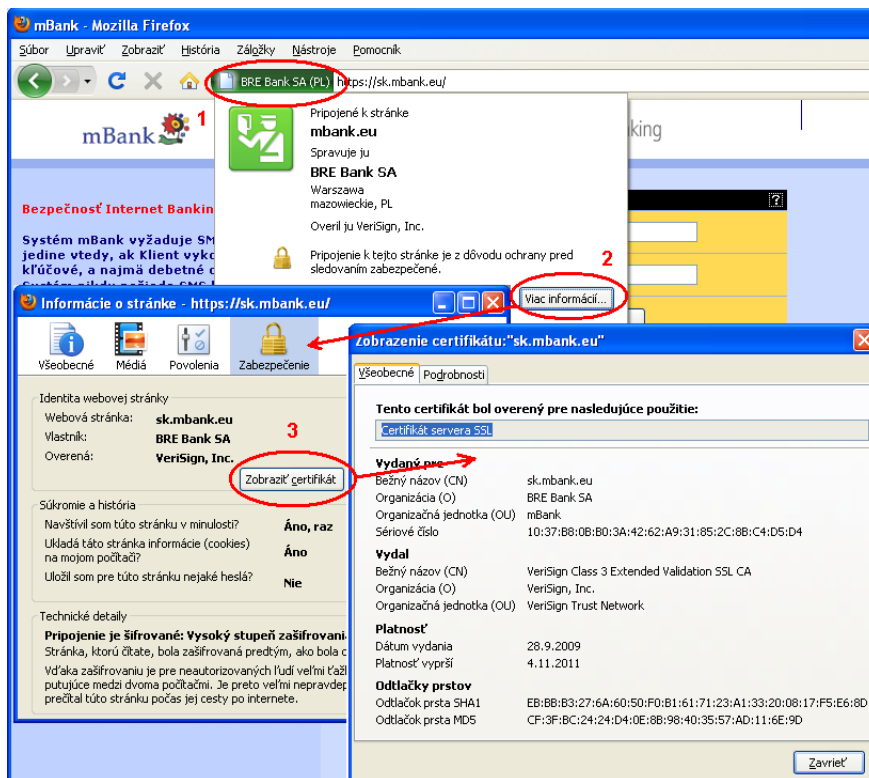 mBank - Mozilla Firefox
Súbor Upraviť Zobraziť História Záložky Nástroje Pomocník
BRE Bank SA (PL) https://sk.mbank.eu/
1
mBank
king
Pripojené k stránke
mbank.eu
Spravuje ju
BRE Bank SA
Warszawa
mazowieckie, PL
Overil ju VeriSign, Inc.
Pripojenie k tejto stránke je z dôvodu ochrany pred
sledovaním zabezpečené.
2
Viac informácií...
?
Bezpečnosť Internet Bankin
Systém mBank vyžaduje SM
jedine vtedy, ak Klient vyko
kľúčové, a najmä debetné
Informácie o stránke - https://sk.mbank.eu/
Všeobecné Médiá Povolenia Zabezpečenie
Identita webovej stránky
Webová stránka: sk.mbank.eu
Vlastník: BRE Bank SA
Overená: VeriSign, Inc.
3
Zobraziť certifikát
Súkromie a história
Navštívil som túto stránku v minulosti? Áno, raz
Ukladá táto stránka informácie (cookies)
na mojom počítači? Áno
Uložil som pre túto stránku nejaké heslá? Nie
Technické detaily
Pripojenie je šifrované: Vysoký stupeň zašifrovani
Stránka, ktorú čítate, bola zašifrovaná predtým, ako bola
Vďaka zašifrovaniu je pre neautorizovaných ľudí veľmi ťaž
putujúce medzi dvoma počítačmi. Je preto veľmi nepravdep
prečítal túto stránku počas jej cesty po internete.
Zobrazenie certifikátu:"sk.mbank.eu"
Všeobecné Podrobnosti
Tento certifikát bol overený pre nasledujúce použitie:
Certifikát servera SSL
Vydaný pre
Bežný názov (CN) sk.mbank.eu
Organizácia (O) BRE Bank SA
Organizačná jednotka (OU) mBank
Sériové číslo 10:37:B8:0B:B0:3A:42:62:A9:31:85:2C:8B:C4:D5:D4
Vydal
Bežný názov (CN) VeriSign Class 3 Extended Validation SSL CA
Organizácia (O) VeriSign, Inc.
Organizačná jednotka (OU) VeriSign Trust Network
Platnosť
Dátum vydania 28.9.2009
Platnosť vyprší 4.11.2011
Odtlačky prstov
Odtlačok prsta SHA1 EB:BB:B3:27:6A:60:50:F0:B1:61:71:23:A1:33:20:08:17:F5:E6:8D
Odtlačok prsta MD5 CF:3F:BC:24:24:D4:0E:8B:98:40:35:57:AD:11:6E:9D
Zavrieť